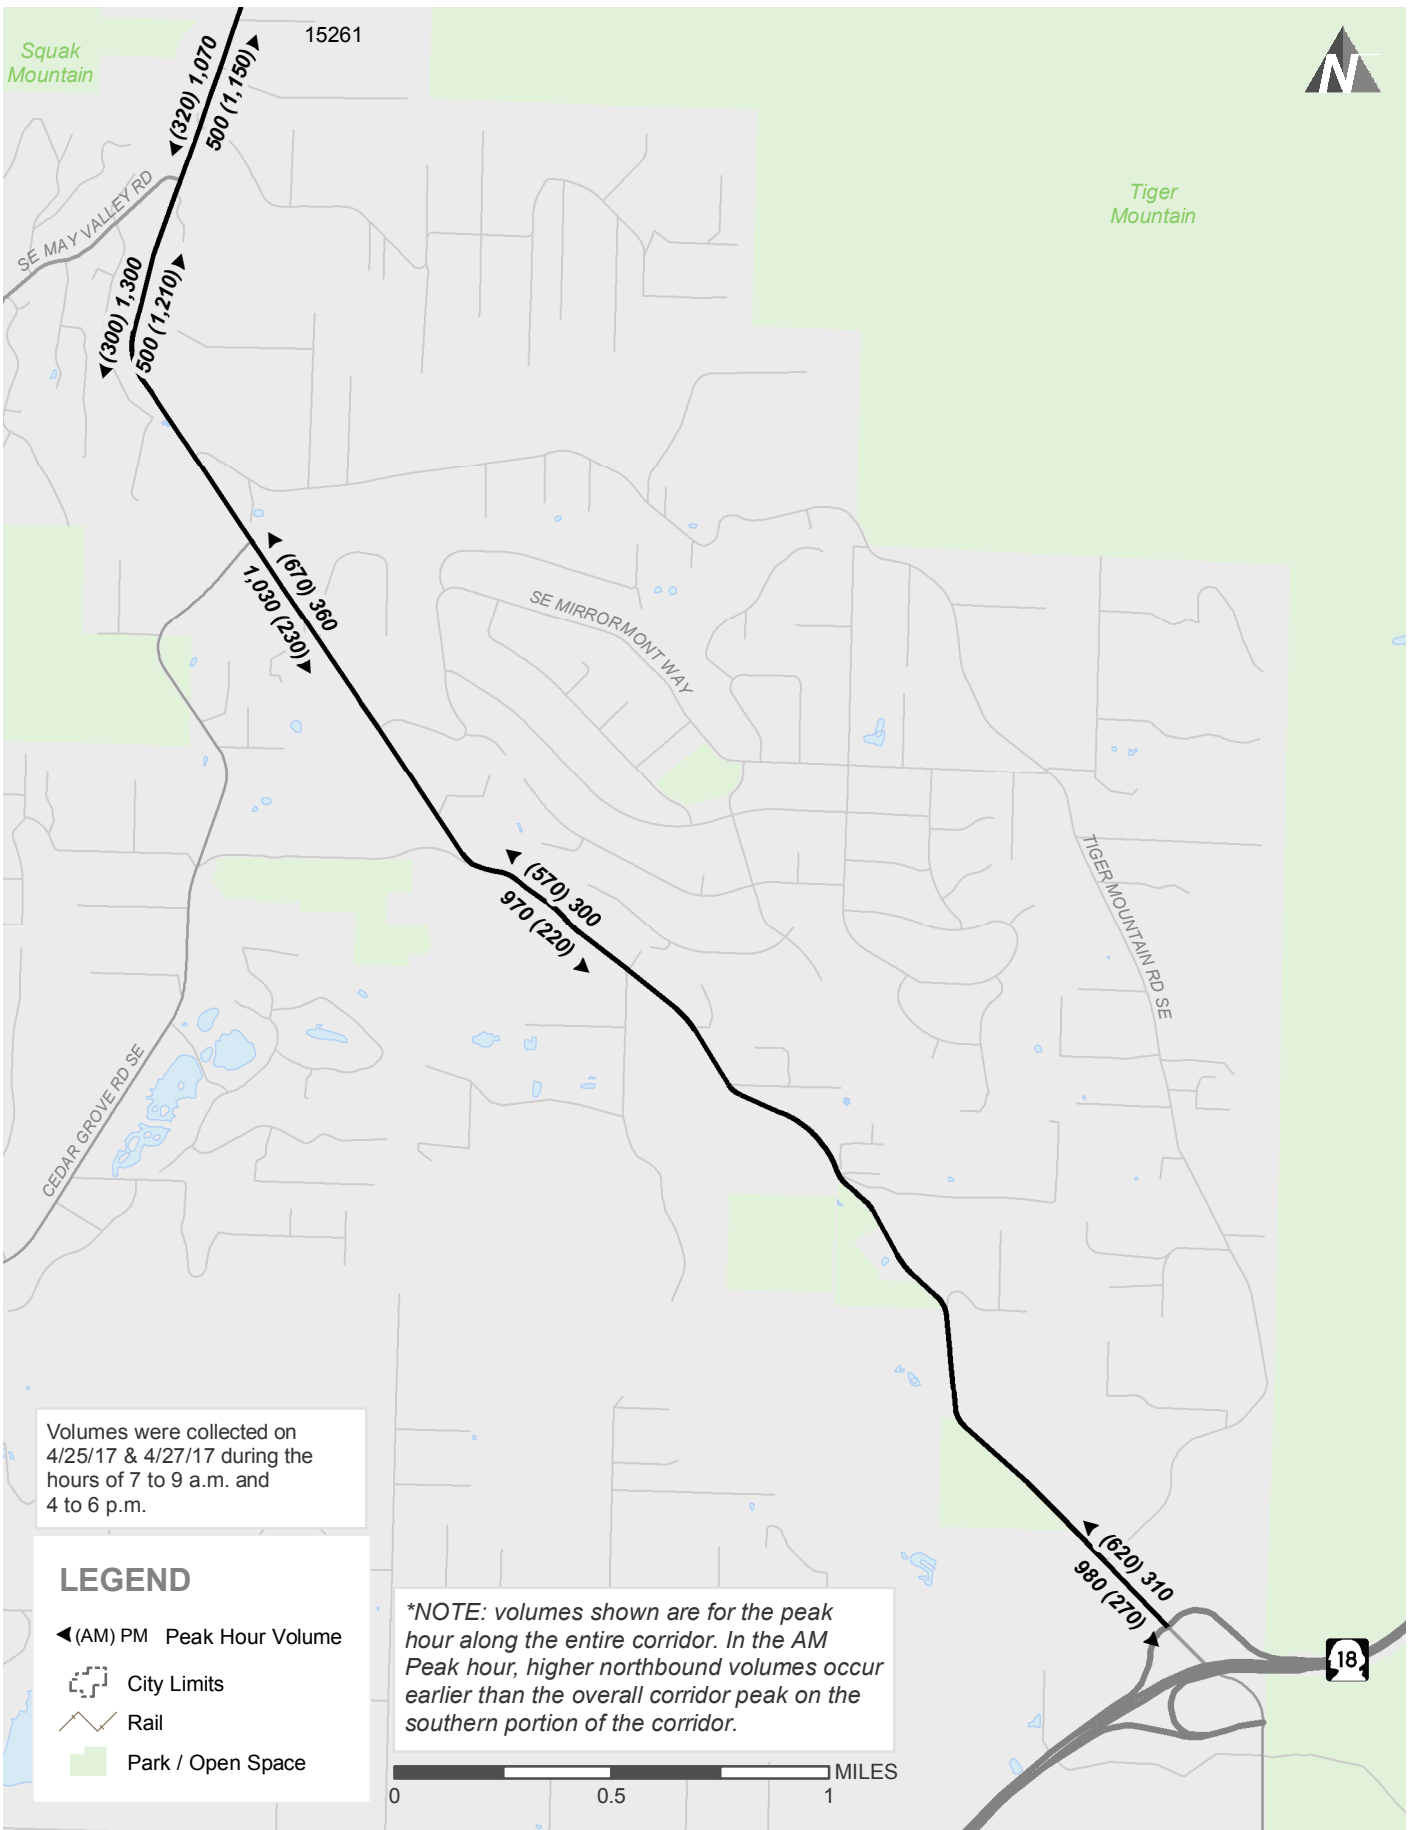 Squak
Mountain
15261
(320) 1,070
500 (1,150)
N
Tiger
Mountain
SE MAY VALLEY RD
(300) 1,300
500 (1,210)
(670) 360
1,030 (230)
SE MIRRORMONT WAY
(570) 300
970 (220)
TIGER MOUNTAIN RD SE
CEDAR GROVE RD SE
(620) 310
980 (270)
18
Volumes were collected on
4/25/17 & 4/27/17 during the
hours of 7 to 9 a.m. and
4 to 6 p.m.
LEGEND
(AM) PM Peak Hour Volume
City Limits
Rail
Park / Open Space
*NOTE: volumes shown are for the peak
hour along the entire corridor. In the AM
Peak hour, higher northbound volumes occur
earlier than the overall corridor peak on the
southern portion of the corridor.
MILES
0 0.5 1